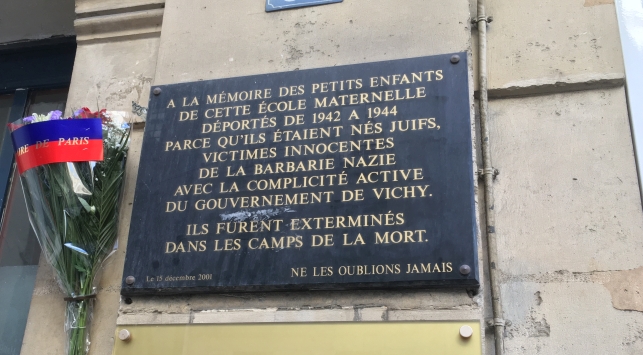 A LA MÉMOIRE DES PETITS ENFANTS
DE CETTE ÉCOLE MATERNELLE
DÉPORTÉS DE 1942 A 1944
PARCE QU'ILS ÉTAIENT NÉS JUIFS,
VICTIMES INNOCENTES
DE LA BARBARIE NAZIE
AVEC LA COMPLICITÉ ACTIVE
DU GOUVERNEMENT DE VICHY.
ILS FURENT EXTERMINÉS
DANS LES CAMPS DE LA MORT.
Le 15 décembre 2001
NE LES OUBLIONS JAMAIS
DE PARIS